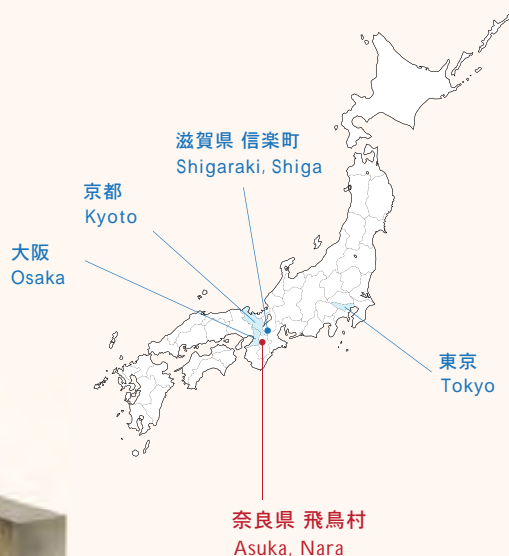 滋賀県 信楽町
Shigaraki, Shiga
京都
Kyoto
大阪
Osaka
東京
Tokyo
奈良県 飛鳥村
Asuka, Nara